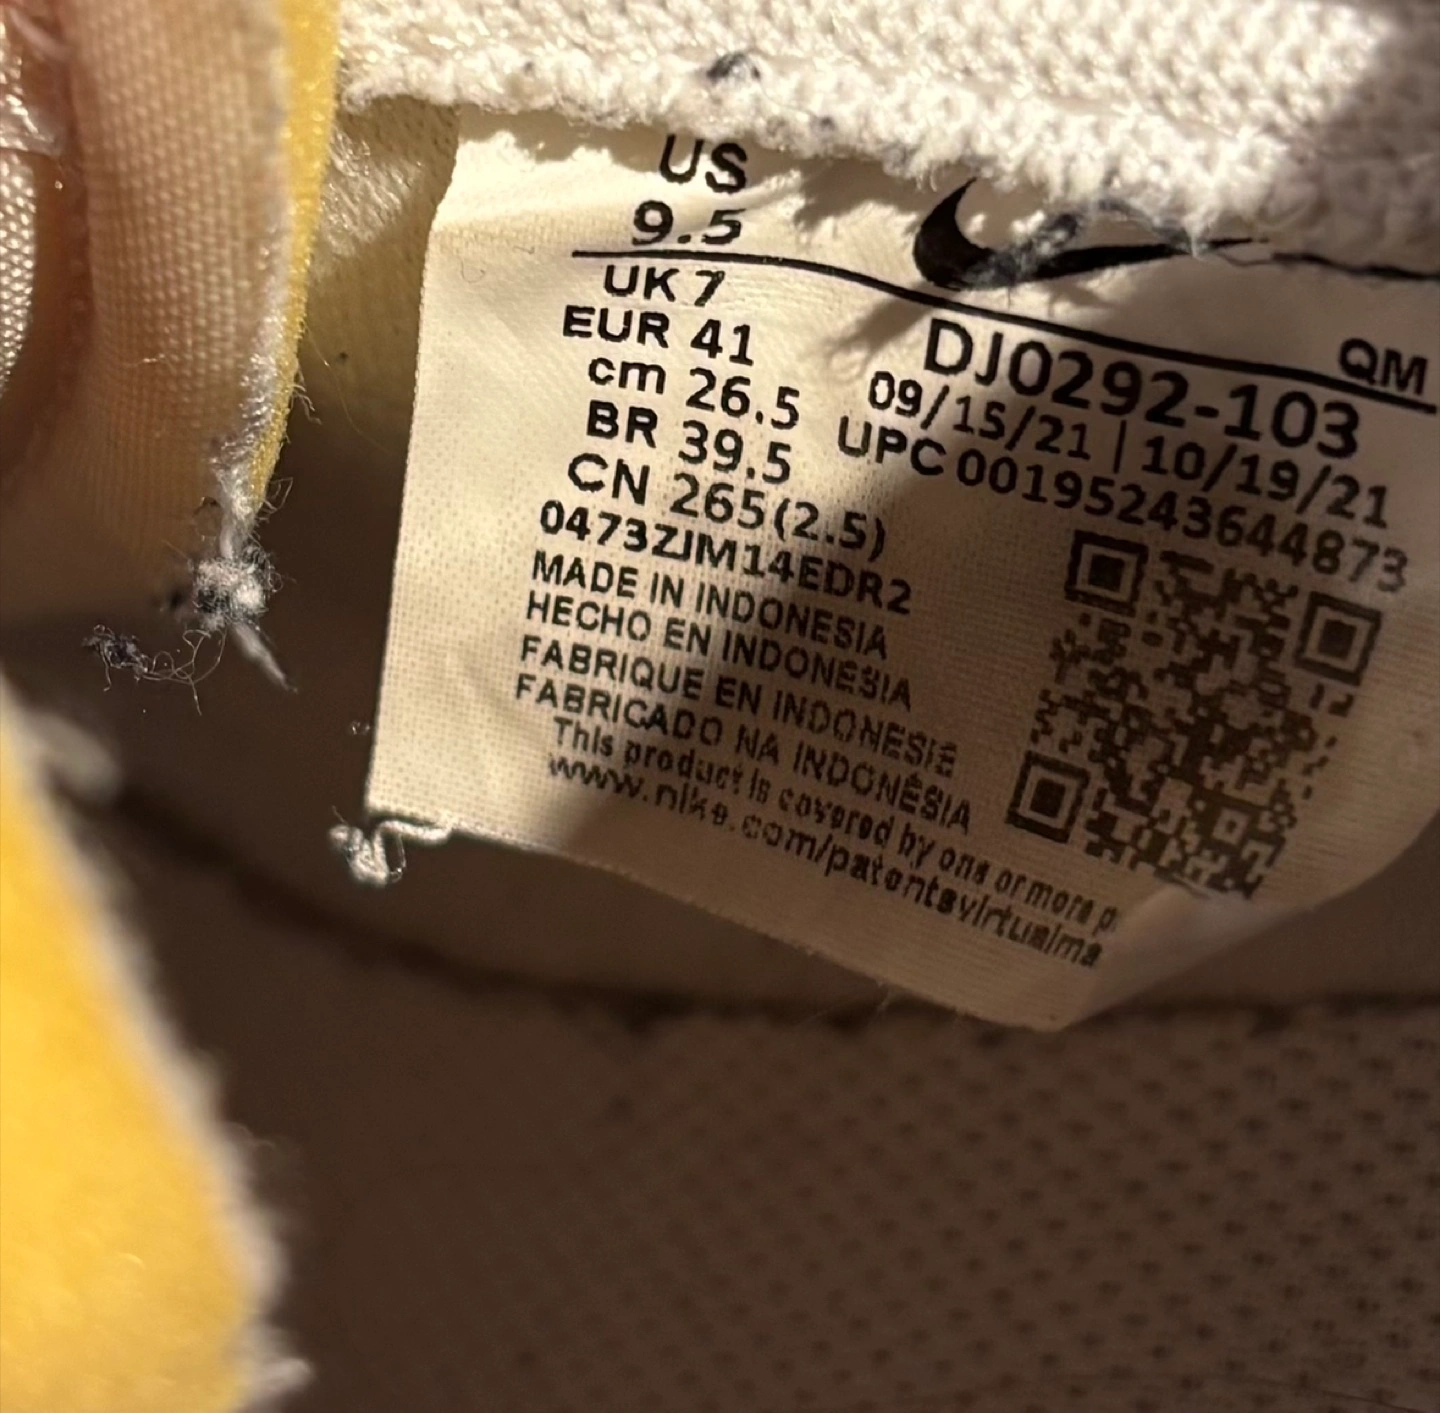 US
9.5
UK 7
EUR 41
cm 26.5
BR 39.5
CN 265(2.5)
0473ZJM14EDR2
MADE IN INDONESIA
HECHO EN INDONESIA
FABRIQUE EN INDONESIE
FABRICADO NA INDONÉSIA
This product is covered by one or more p
www.nike.com/patentsvirtualma
QM
DJ0292-103
09/15/21 | 10/19/21
UPC 00195243644873